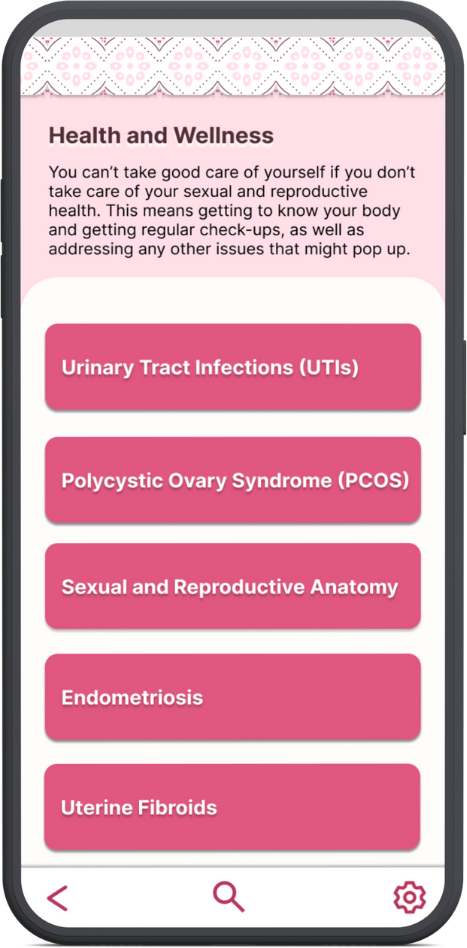 Health and Wellness
You can’t take good care of yourself if you don’t
take care of your sexual and reproductive
health. This means getting to know your body
and getting regular check-ups, as well as
addressing any other issues that might pop up.
Urinary Tract Infections (UTIs)
Polycystic Ovary Syndrome (PCOS)
Sexual and Reproductive Anatomy
Endometriosis
Uterine Fibroids